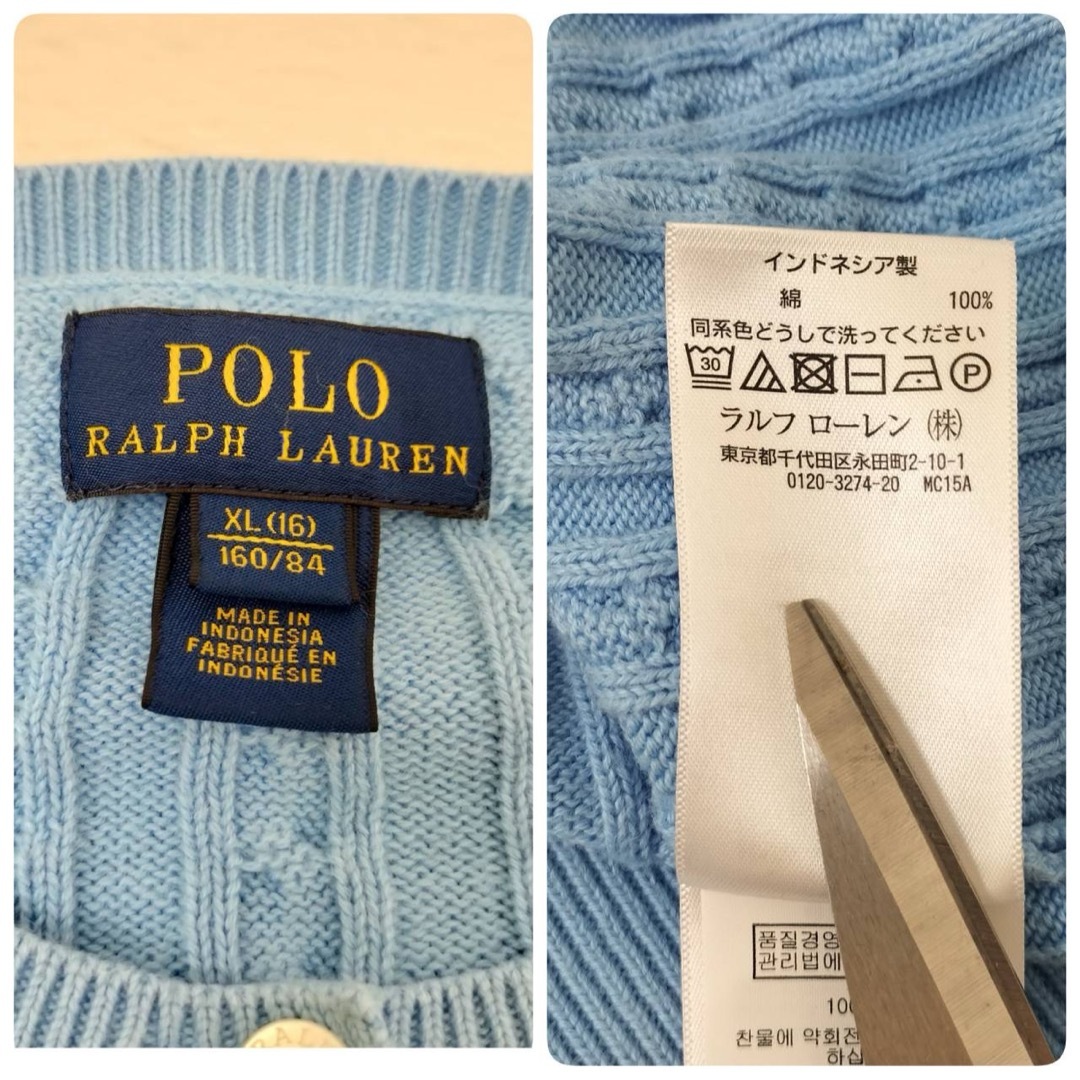 POLO
RALPH LAUREN
XL(16)
160/84
MADE IN
INDONESIA
FABRIQUÉ EN
INDONÉSIE
RAL
インドネシア製
綿 100%
同系色どうしで洗ってください
30 P
ラルフ ローレン (株)
東京都千代田区永田町2-10-1
0120-3274-20 MC15A
품질경영
관리법에
10
찬물에 약회전
하십